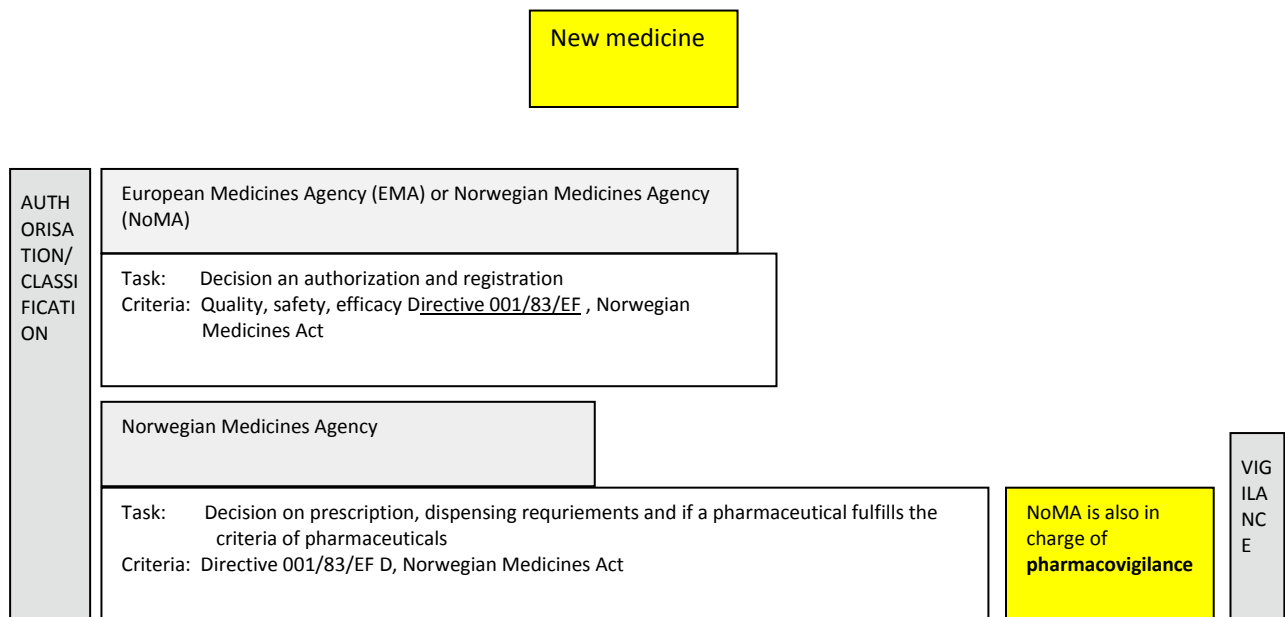 New medicine
AUTH
ORISA
TION/
CLASSI
FICATI
ON
European Medicines Agency (EMA) or Norwegian Medicines Agency
(NoMA)
Task: Decision an authorization and registration
Criteria: Quality, safety, efficacy Directive 001/83/EF , Norwegian
Medicines Act
Norwegian Medicines Agency
Task: Decision on prescription, dispensing requriements and if a pharmaceutical fulfills the
criteria of pharmaceuticals
Criteria: Directive 001/83/EF D, Norwegian Medicines Act
NoMA is also in
charge of
pharmacovigilance
VIG
ILA
NC
E